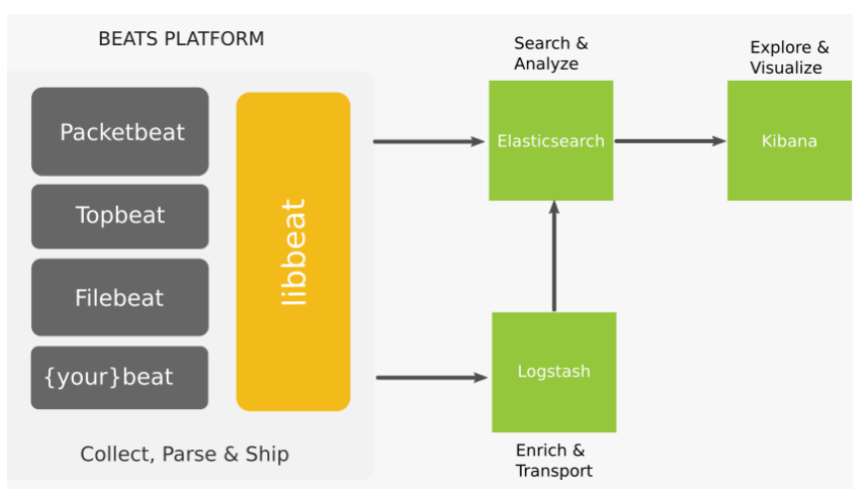 BEATS PLATFORM
Packetbeat
Topbeat
Filebeat
{your}beat
libbeat
Collect, Parse & Ship
Search &
Analyze
Elasticsearch
Explore &
Visualize
Kibana
Logstash
Enrich &
Transport